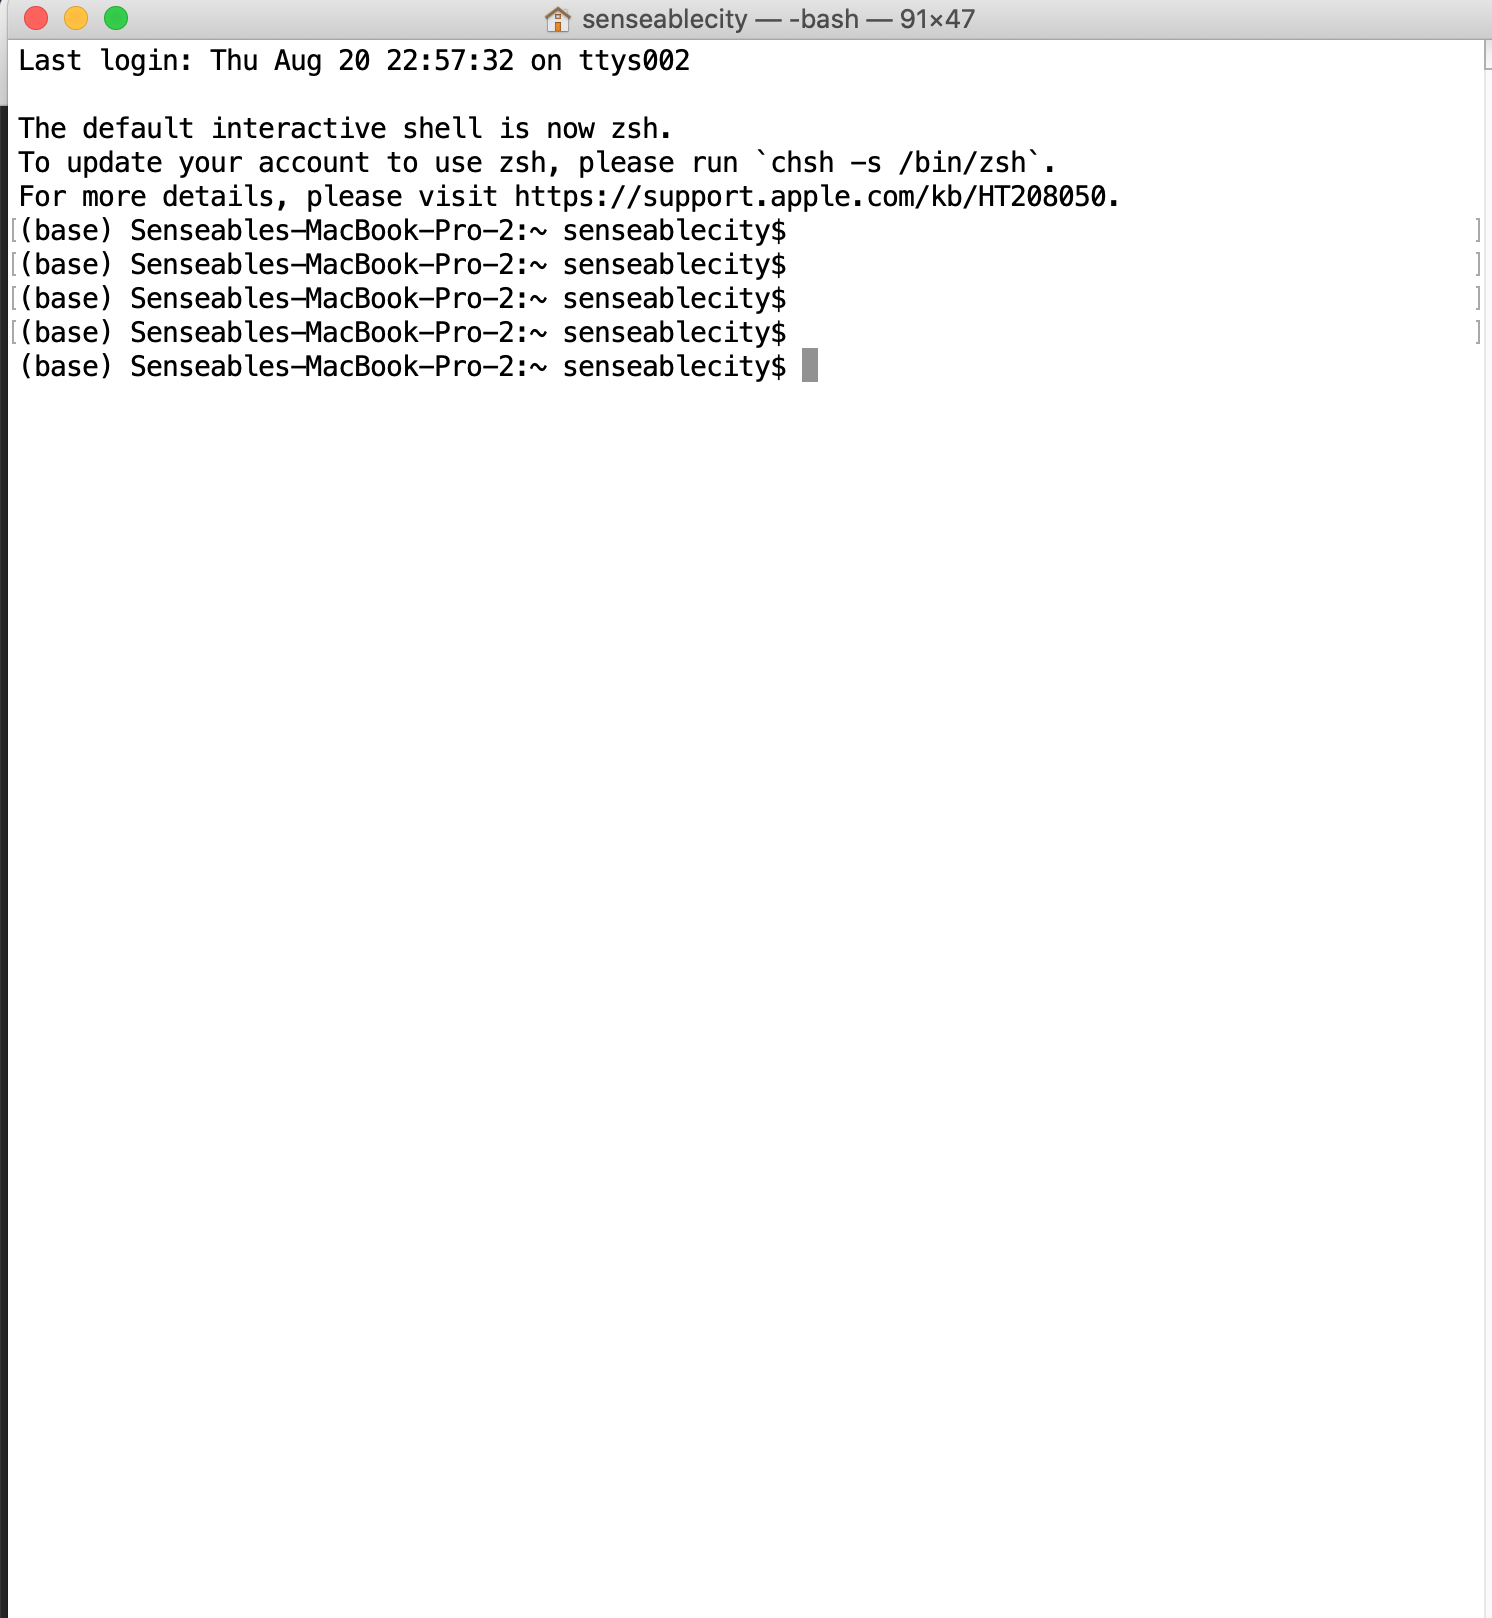 senseablecity — -bash — 91×47
Last login: Thu Aug 20 22:57:32 on ttys002
The default interactive shell is now zsh.
To update your account to use zsh, please run `chsh -s /bin/zsh`.
For more details, please visit https://support.apple.com/kb/HT208050.
[(base) Senseables-MacBook-Pro-2:~ senseablecity$ ]
[(base) Senseables-MacBook-Pro-2:~ senseablecity$ ]
[(base) Senseables-MacBook-Pro-2:~ senseablecity$ ]
[(base) Senseables-MacBook-Pro-2:~ senseablecity$ ]
(base) Senseables-MacBook-Pro-2:~ senseablecity$